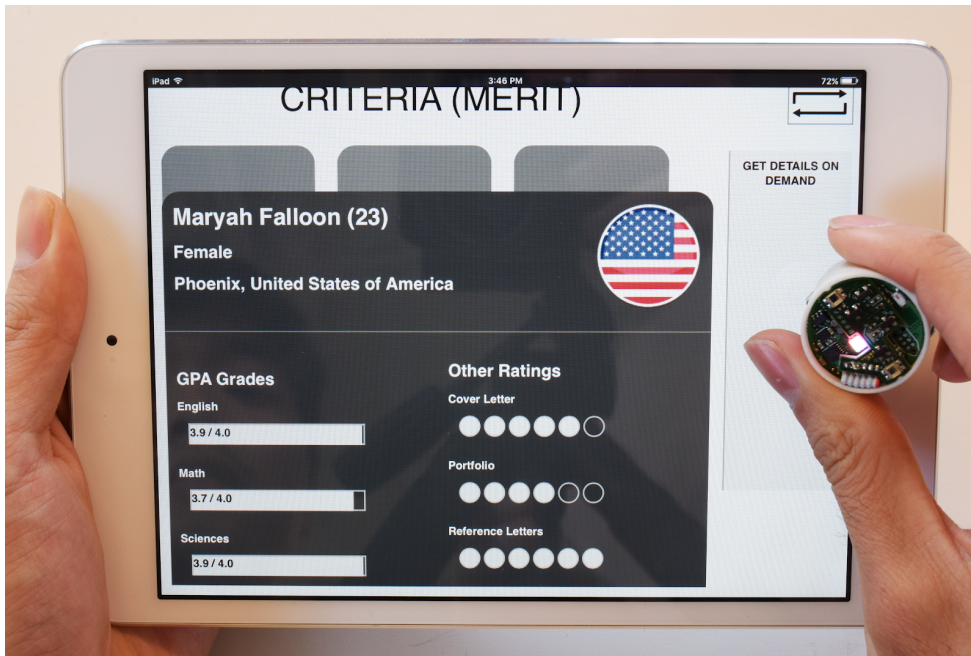 iPad
3:46 PM
72%
CRITERIA (MERIT)
GET DETAILS ON
DEMAND
Maryah Falloon (23)
Female
Phoenix, United States of America
GPA Grades
English
3.9 / 4.0
Math
3.7 / 4.0
Sciences
3.9 / 4.0
Other Ratings
Cover Letter
Portfolio
Reference Letters